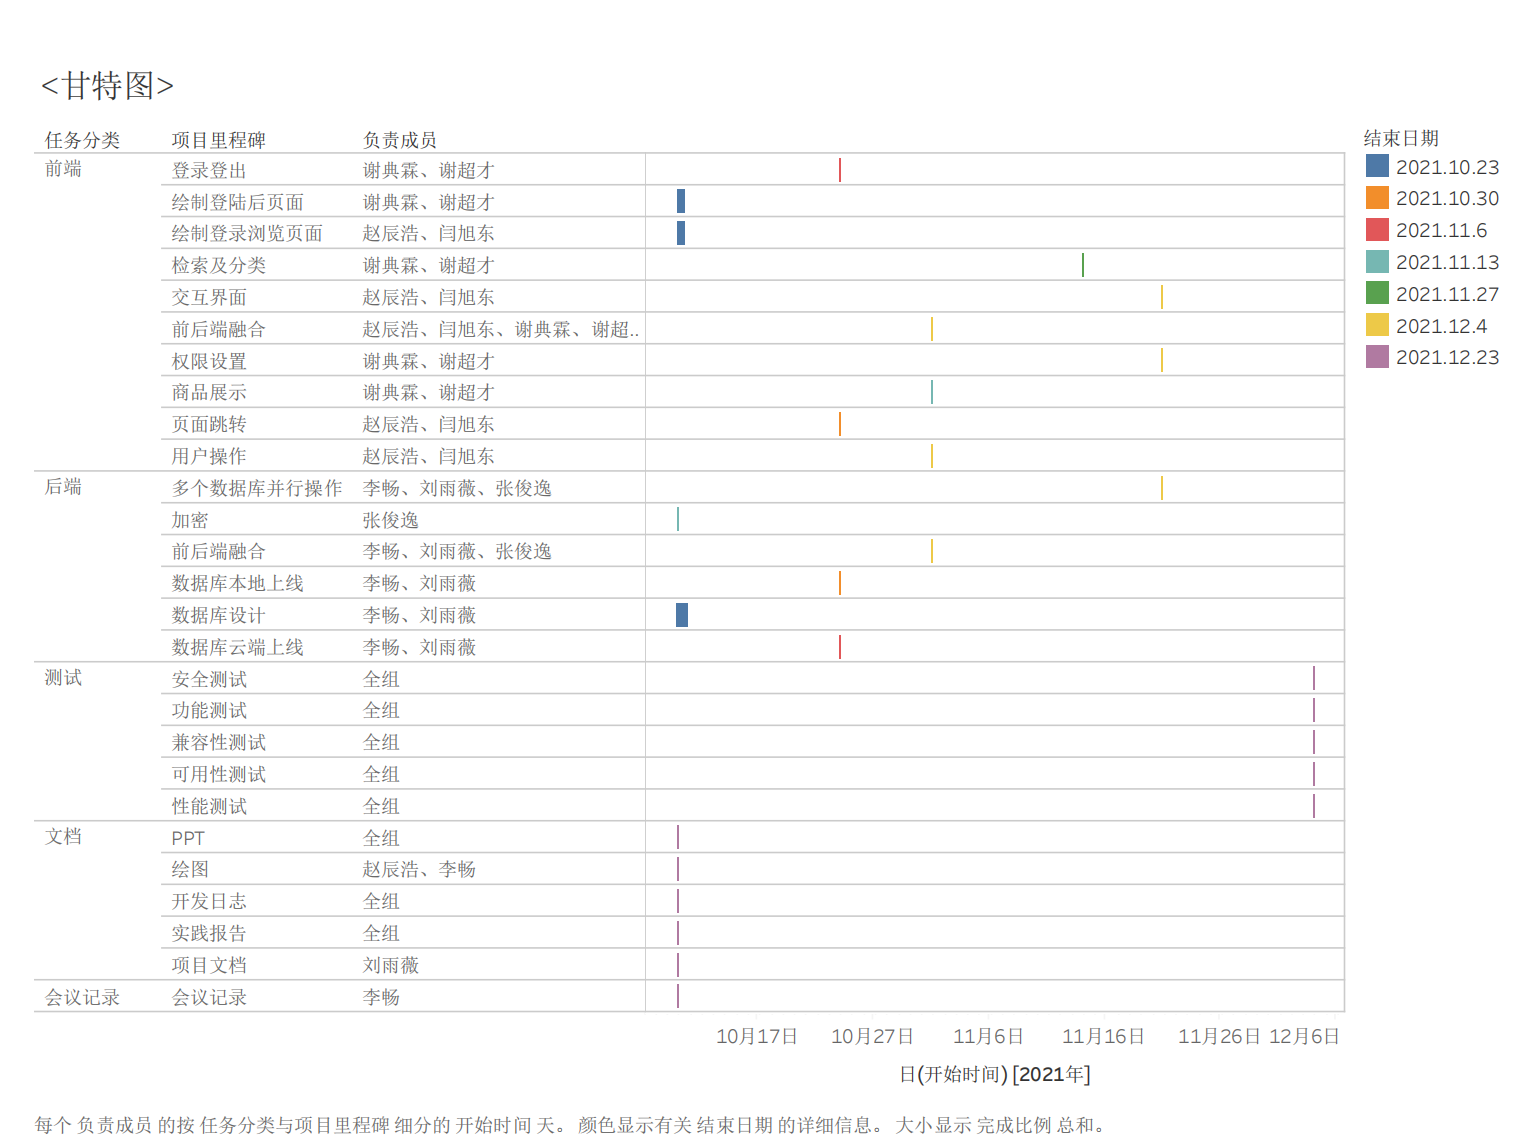 <甘特图>
任务分类 项目里程碑 负责成员 结束日期
前端 登录登出 谢典霖、谢超才 2021.10.23
绘制登陆后页面 谢典霖、谢超才 2021.10.30
绘制登录浏览页面 赵辰浩、闫旭东 2021.11.6
检索及分类 谢典霖、谢超才 2021.11.13
交互界面 赵辰浩、闫旭东 2021.11.27
前后端融合 赵辰浩、闫旭东、谢典霖、谢超.. 2021.12.4
权限设置 谢典霖、谢超才 2021.12.23
商品展示 谢典霖、谢超才
页面跳转 赵辰浩、闫旭东
用户操作 赵辰浩、闫旭东
后端 多个数据库并行操作 李畅、刘雨薇、张俊逸
加密 张俊逸
前后端融合 李畅、刘雨薇、张俊逸
数据库本地上线 李畅、刘雨薇
数据库设计 李畅、刘雨薇
数据库云端上线 李畅、刘雨薇
测试 安全测试 全组
功能测试 全组
兼容性测试 全组
可用性测试 全组
性能测试 全组
文档 PPT 全组
绘图 赵辰浩、李畅
开发日志 全组
实践报告 全组
项目文档 刘雨薇
会议记录 会议记录 李畅
10月17日 10月27日 11月6日 11月16日 11月26日 12月6日
日(开始时间) [2021年]
每个 负责成员 的按 任务分类与项目里程碑 细分的 开始时间 天。 颜色显示有关 结束日期 的详细信息。 大小显示 完成比例 总和。